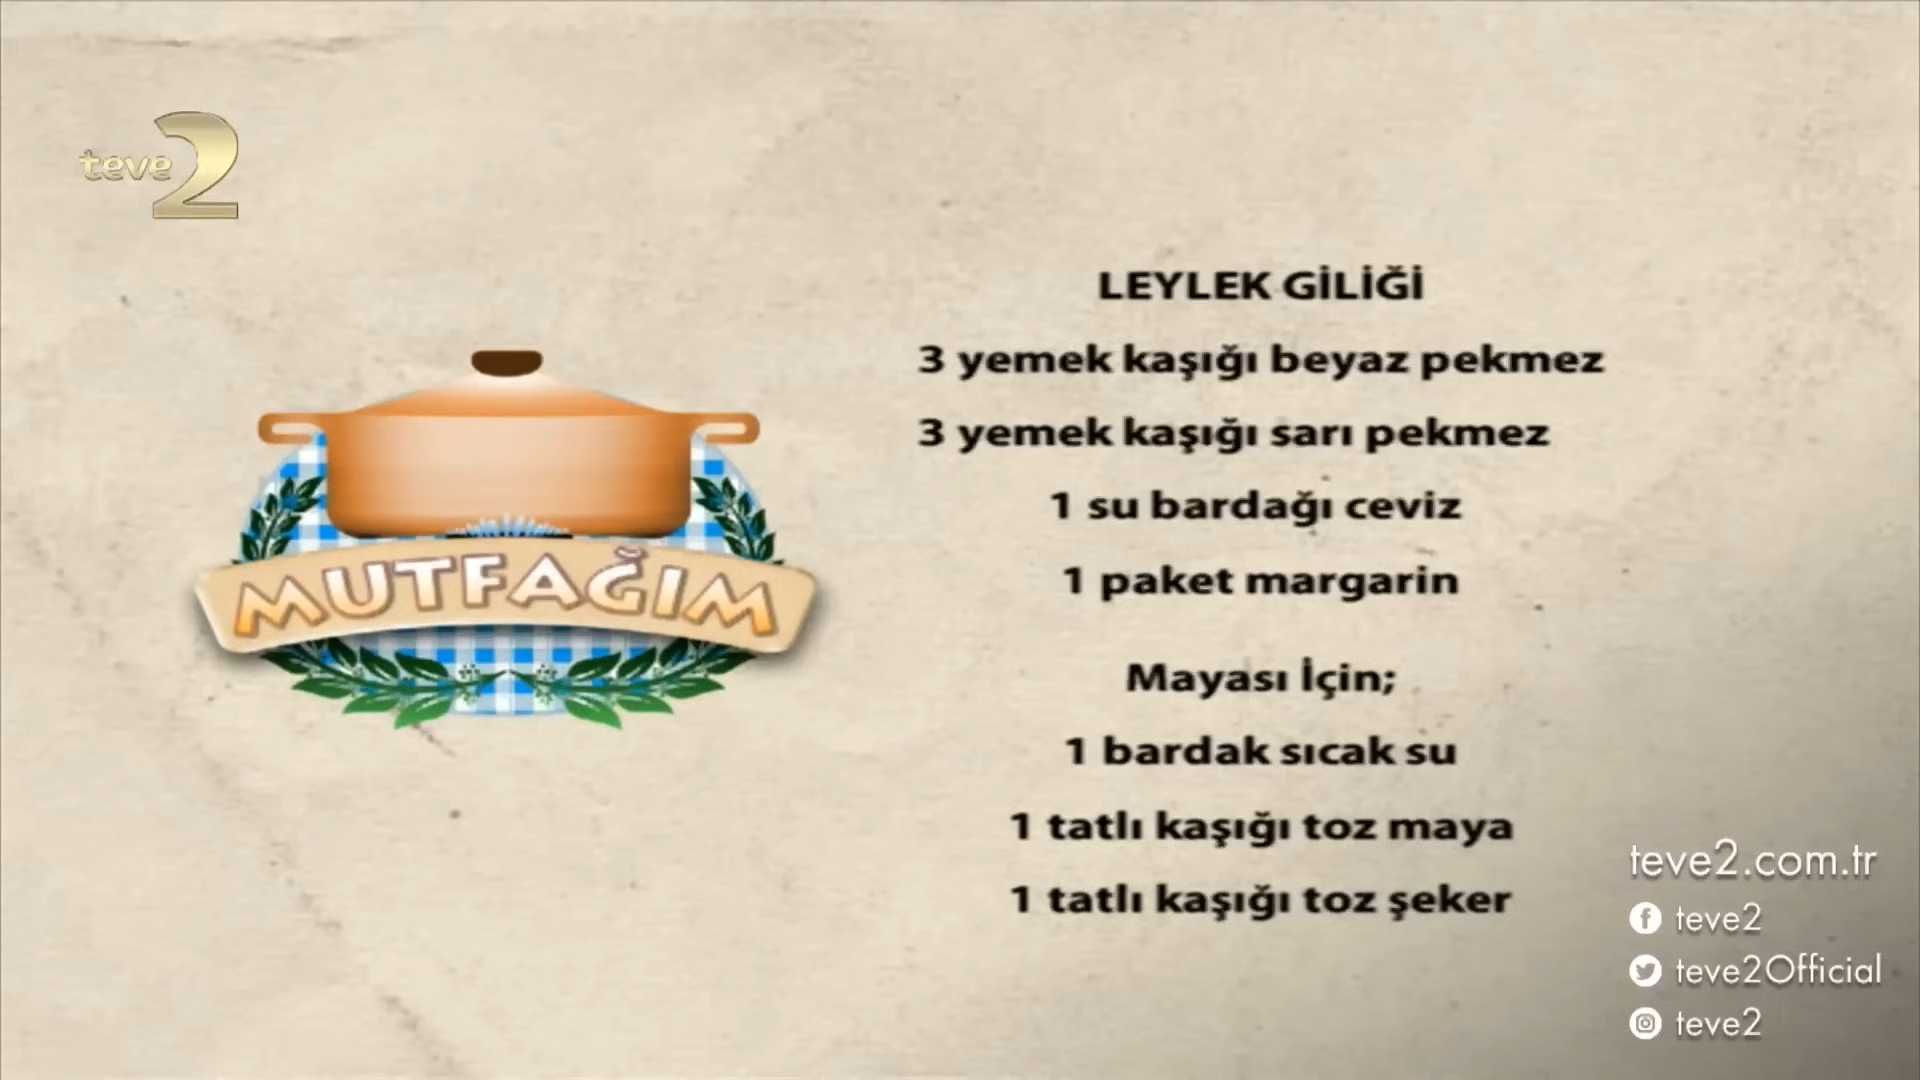 teve2
LEYLEK GİLİĞİ
3 yemek kaşığı beyaz pekmez
3 yemek kaşığı sarı pekmez
1 su bardağı ceviz
1 paket margarin
MUTFAĞIM
Mayası İçin;
1 bardak sıcak su
1 tatlı kaşığı toz maya
1 tatlı kaşığı toz şeker
teve2.com.tr
teve2
teve2Official
teve2